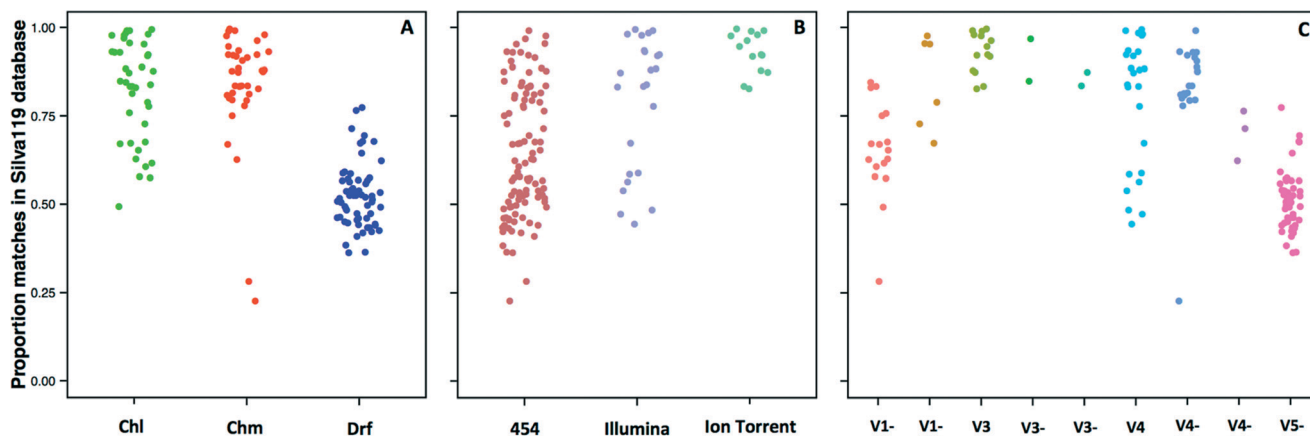 Proportion matches in Silva119 database
1.00
0.75
0.50
0.25
0.00
A
Chl Chm Drf
B
454 Illumina Ion Torrent
C
V1- V1- V3 V3- V3- V4 V4- V4- V5-